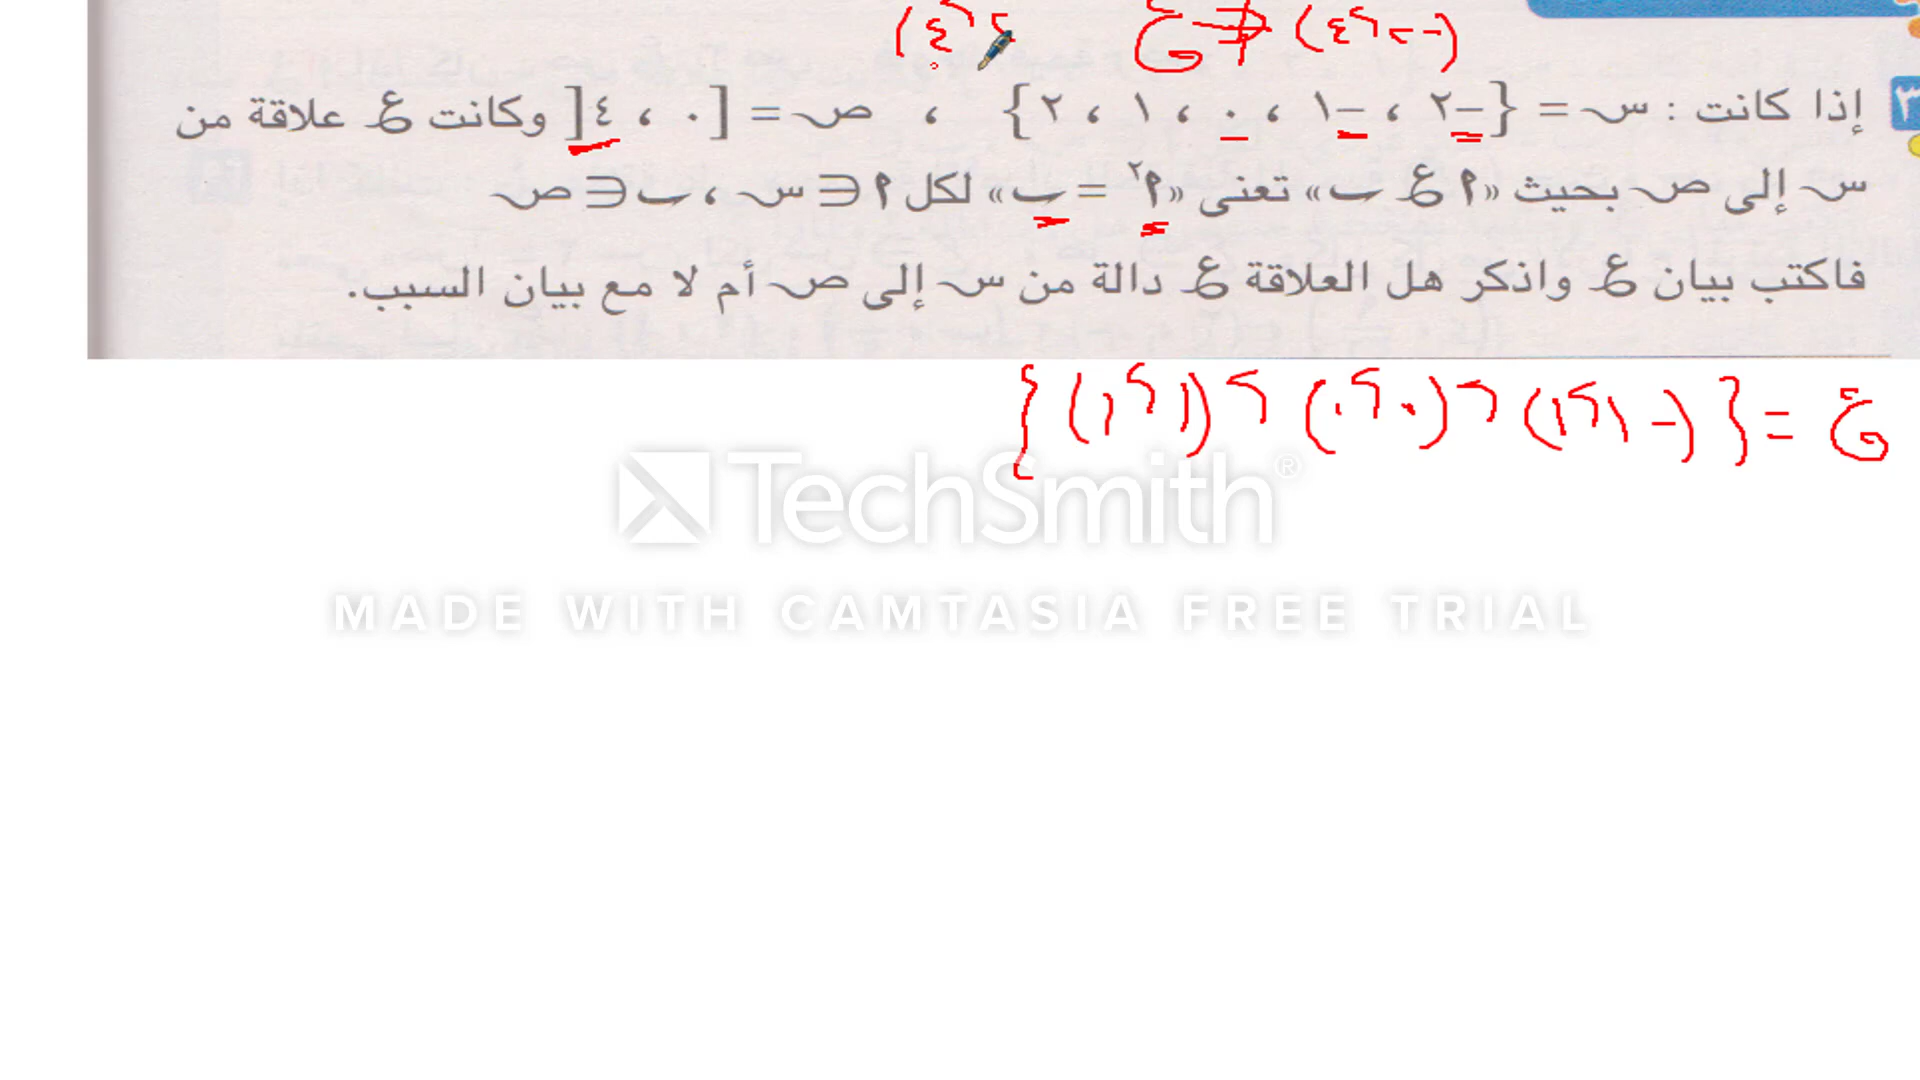 (-٢ ، ٤) ∌ ع (٢ ، ٤)
٣ إذا كانت : س = {-٢ ، -١ ، ٠ ، ١ ، ٢} ، ص = [٠ ، ٤[ وكانت ع علاقة من
س إلى ص بحيث «أ ع ب» تعنى «أ٢ = ب» لكل أ ∈ س ، ب ∈ ص
فاكتب بيان ع واذكر هل العلاقة ع دالة من س إلى ص أم لا مع بيان السبب.
ع = {(-١ ، ١) ، (٠ ، ٠) ، (١ ، ١)}
TechSmith®
MADE WITH CAMTASIA FREE TRIAL